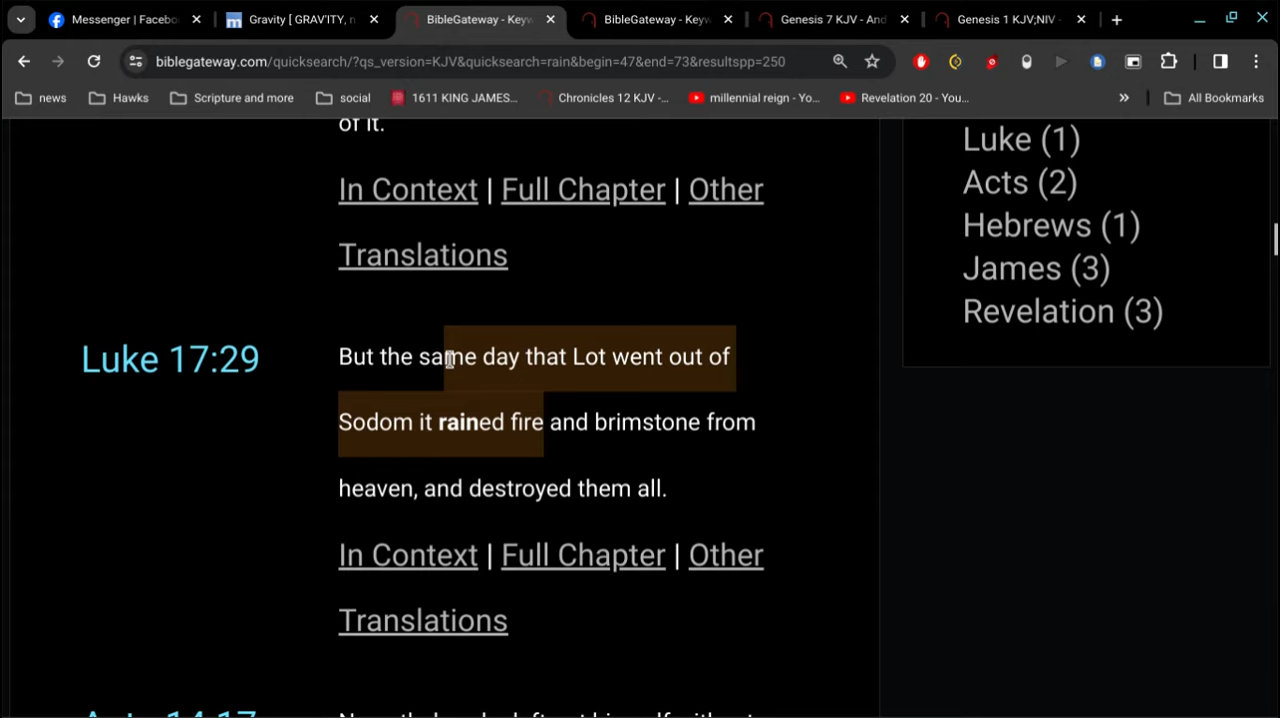 Messenger | Facebo
Gravity [ GRAVITY, n
BibleGateway - Keyw
BibleGateway - Keyw
Genesis 7 KJV - And
Genesis 1 KJV;NIV -
biblegateway.com/quicksearch/?qs_version=KJV&quicksearch=rain&begin=47&end=73&resultspp=250
news
Hawks
Scripture and more
social
1611 KING JAMES...
Chronicles 12 KJV -...
millennial reign - Yo...
Revelation 20 - You...
»
All Bookmarks
of it.
In Context | Full Chapter | Other
Translations
Luke 17:29
But the same day that Lot went out of
Sodom it rained fire and brimstone from
heaven, and destroyed them all.
In Context | Full Chapter | Other
Translations
Acts 14:17
Luke (1)
Acts (2)
Hebrews (1)
James (3)
Revelation (3)